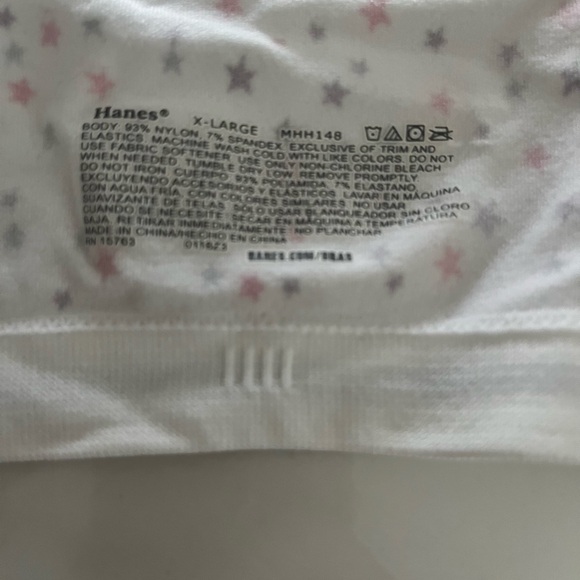 Hanes® X-LARGE MHH148
BODY: 93% NYLON, 7% SPANDEX EXCLUSIVE OF TRIM AND
ELASTICS MACHINE WASH COLD WITH LIKE COLORS. DO NOT
USE FABRIC SOFTENER. USE ONLY NON-CHLORINE BLEACH
WHEN NEEDED. TUMBLE DRY LOW. REMOVE PROMPTLY.
DO NOT IRON CUERPO: 93% POLIAMIDA, 7% ELASTANO
EXCLUYENDO ACCESORIOS Y ELÁSTICOS LAVAR EN MÁQUINA
CON AGUA FRÍA CON COLORES SIMILARES NO USAR
SUAVIZANTE DE TELAS SÓLO USAR BLANQUEADOR SIN CLORO
CUANDO SE NECESITE SECAR EN MÁQUINA A TEMPERATURA
BAJA. RETIRAR INMEDIATAMENTE NO PLANCHAR
MADE IN CHINA/HECHO EN CHINA
RN 15763
HANES.COM/BRAS